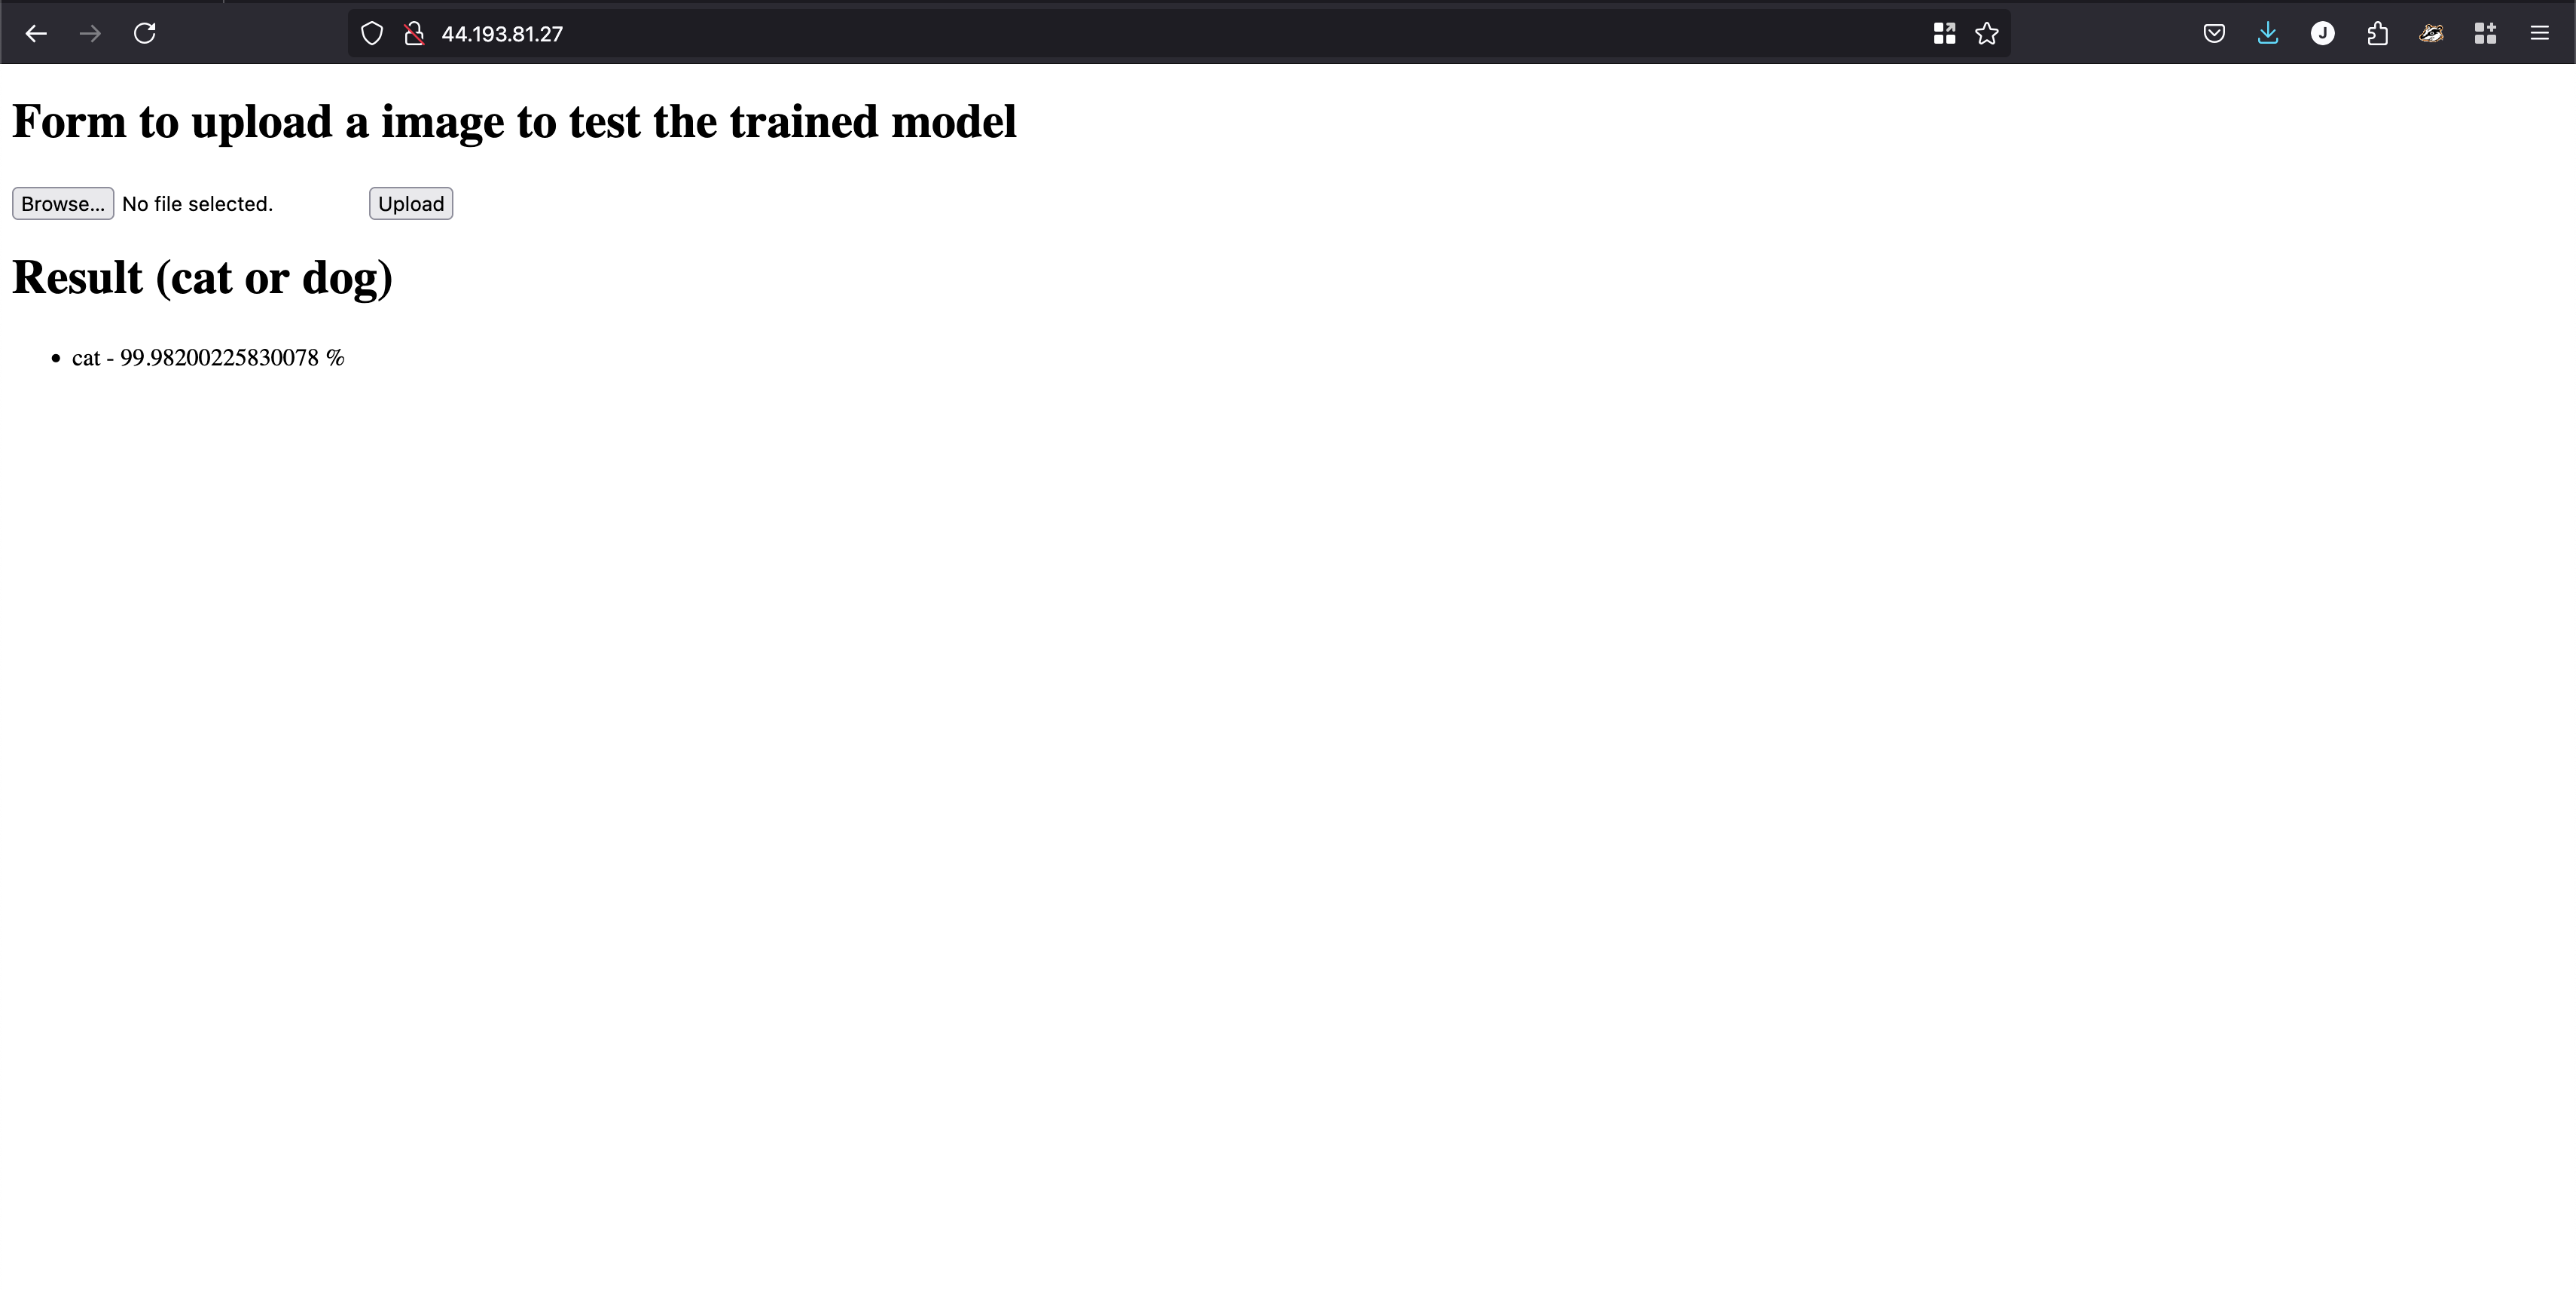 44.193.81.27
J
Form to upload a image to test the trained model
Browse... No file selected. Upload
Result (cat or dog)
• cat - 99.98200225830078 %